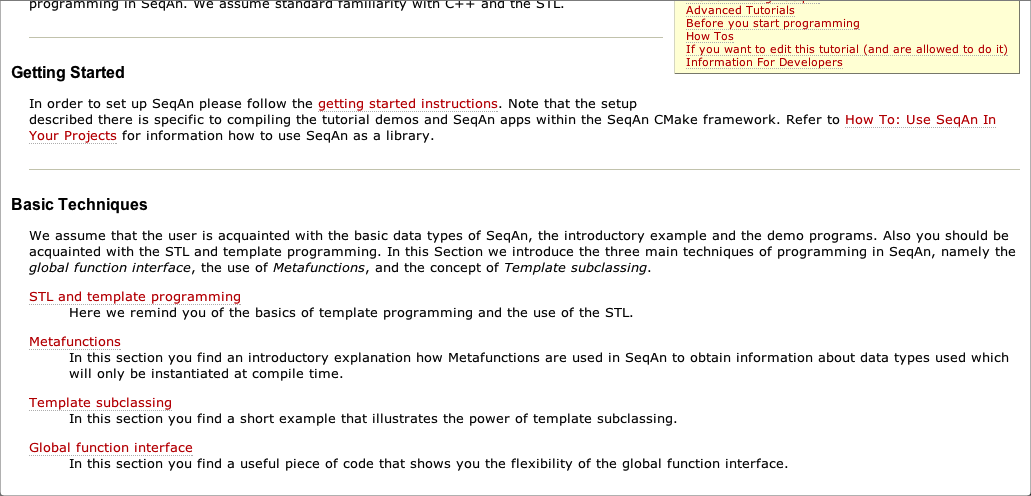 programming in SeqAn. We assume standard familiarity with C++ and the STL.
Advanced Tutorials
Before you start programming
How Tos
If you want to edit this tutorial (and are allowed to do it)
Information For Developers
Getting Started
In order to set up SeqAn please follow the getting started instructions. Note that the setup
described there is specific to compiling the tutorial demos and SeqAn apps within the SeqAn CMake framework. Refer to How To: Use SeqAn In
Your Projects for information how to use SeqAn as a library.
Basic Techniques
We assume that the user is acquainted with the basic data types of SeqAn, the introductory example and the demo programs. Also you should be
acquainted with the STL and template programming. In this Section we introduce the three main techniques of programming in SeqAn, namely the
global function interface, the use of Metafunctions, and the concept of Template subclassing.
STL and template programming
Here we remind you of the basics of template programming and the use of the STL.
Metafunctions
In this section you find an introductory explanation how Metafunctions are used in SeqAn to obtain information about data types used which
will only be instantiated at compile time.
Template subclassing
In this section you find a short example that illustrates the power of template subclassing.
Global function interface
In this section you find a useful piece of code that shows you the flexibility of the global function interface.